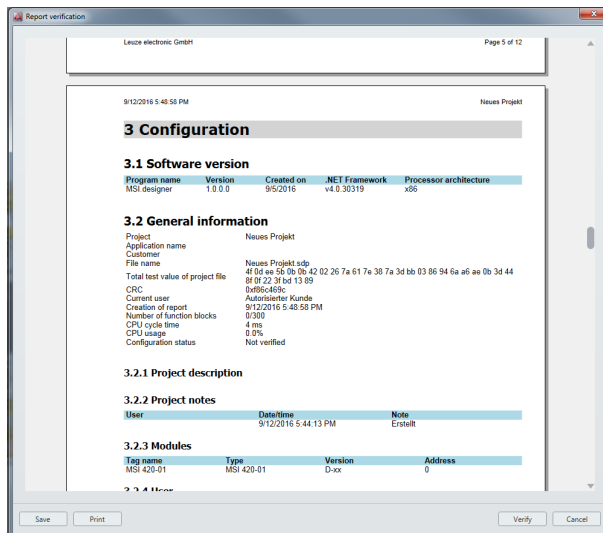 Report verification
Leuze electronic GmbH Page 5 of 12
9/12/2016 5:48:58 PM Neues Projekt
3 Configuration
3.1 Software version
Program name Version Created on .NET Framework Processor architecture
MSI.designer 1.0.0.0 9/5/2016 v4.0.30319 x86
3.2 General information
Project Neues Projekt
Application name
Customer
File name Neues Projekt.sdp
Total test value of project file 4f 0d ee 5b 0b 0b 42 02 26 7a 61 7e 38 7a 3d bb 03 86 94 6a a6 ae 0b 3d 44
8f 0f 22 3f bd 13 89
CRC 0xf86c469c
Current user Autorisierter Kunde
Creation of report 9/12/2016 5:48:58 PM
Number of function blocks 0/300
CPU cycle time 4 ms
CPU usage 0.0%
Configuration status Not verified
3.2.1 Project description
3.2.2 Project notes
User Date/time Note
9/12/2016 5:44:13 PM Erstellt
3.2.3 Modules
Tag name Type Version Address
MSI 420-01 MSI 420-01 D-xx 0
3.2.4 User
Save Print Verify Cancel